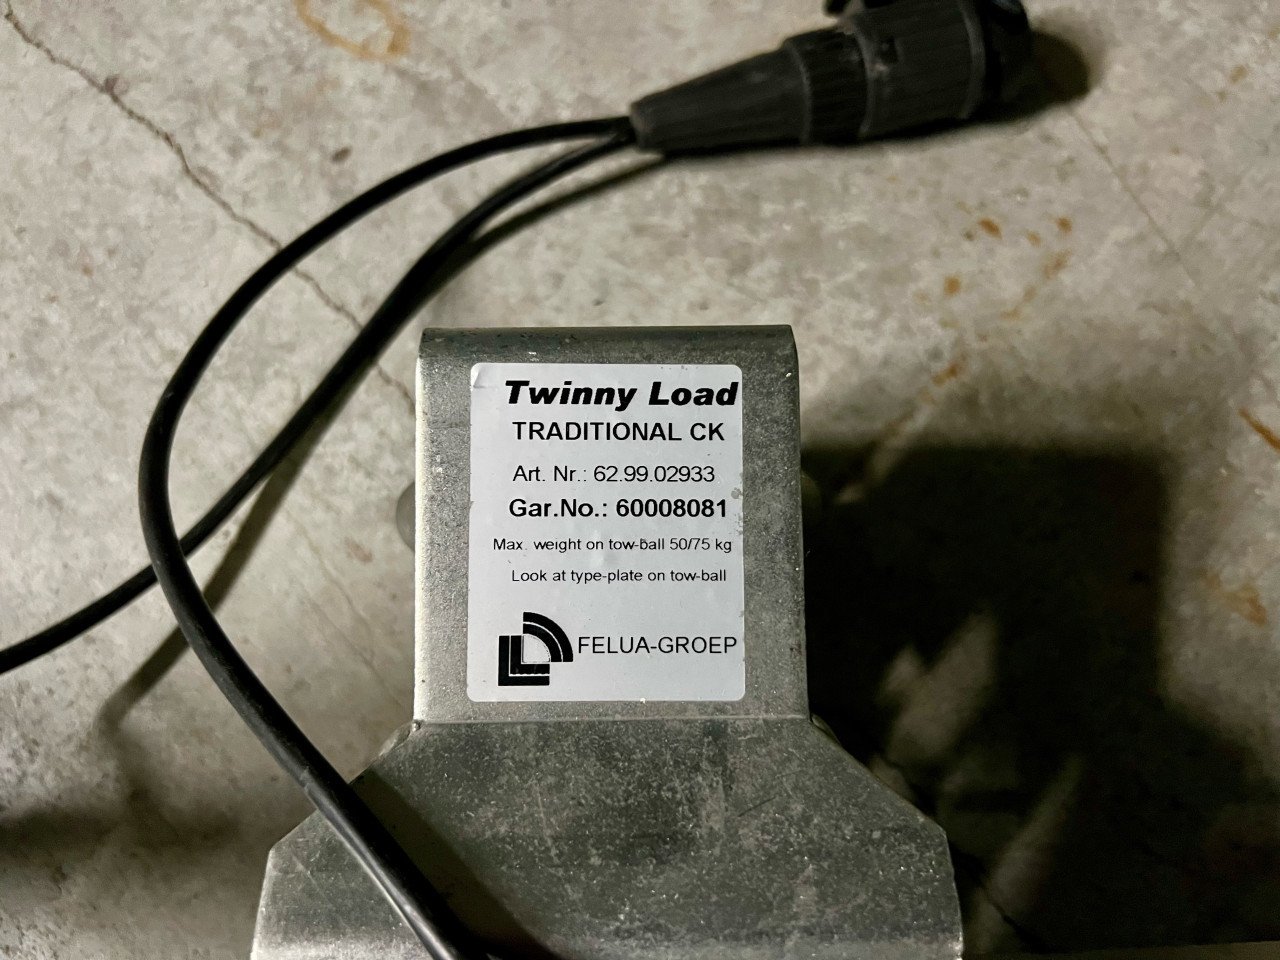 Twinny Load
TRADITIONAL CK
Art. Nr.: 62.99.02933
Gar.No.: 60008081
Max. weight on tow-ball 50/75 kg
Look at type-plate on tow-ball
FELUA-GROEP